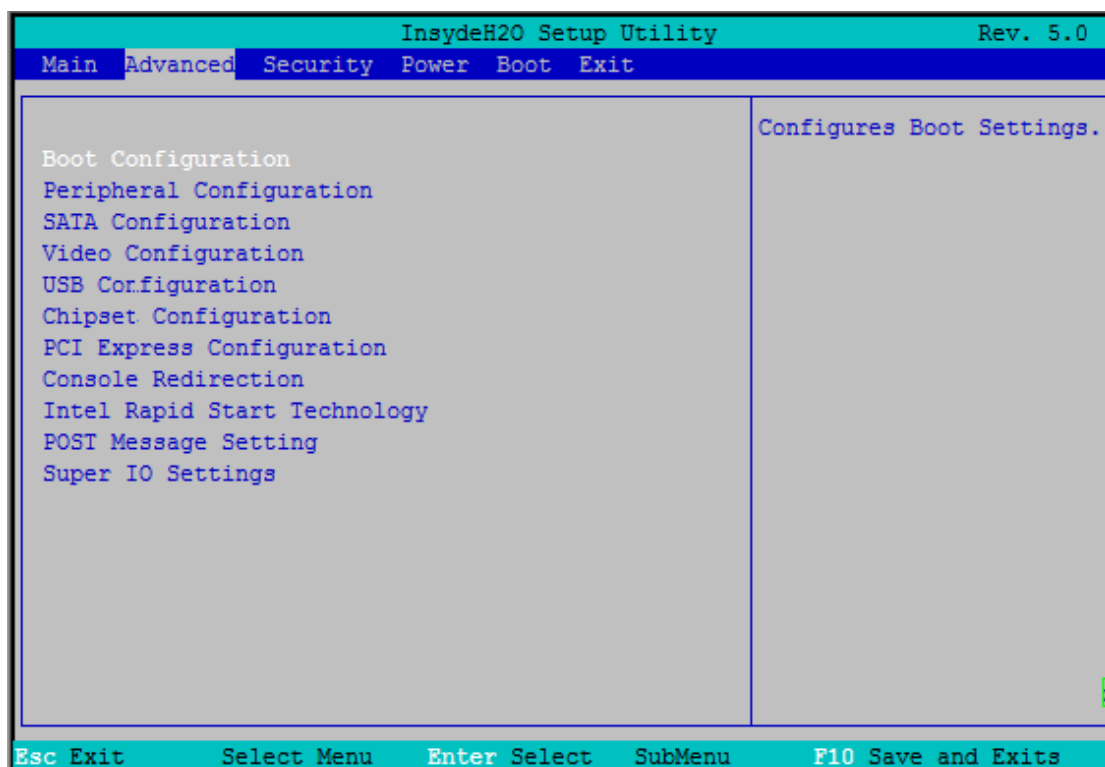 InsydeH2O Setup Utility Rev. 5.0
Main Advanced Security Power Boot Exit
Configures Boot Settings.
Boot Configuration
Peripheral Configuration
SATA Configuration
Video Configuration
USB Configuration
Chipset Configuration
PCI Express Configuration
Console Redirection
Intel Rapid Start Technology
POST Message Setting
Super IO Settings
Esc Exit Select Menu Enter Select SubMenu F10 Save and Exits